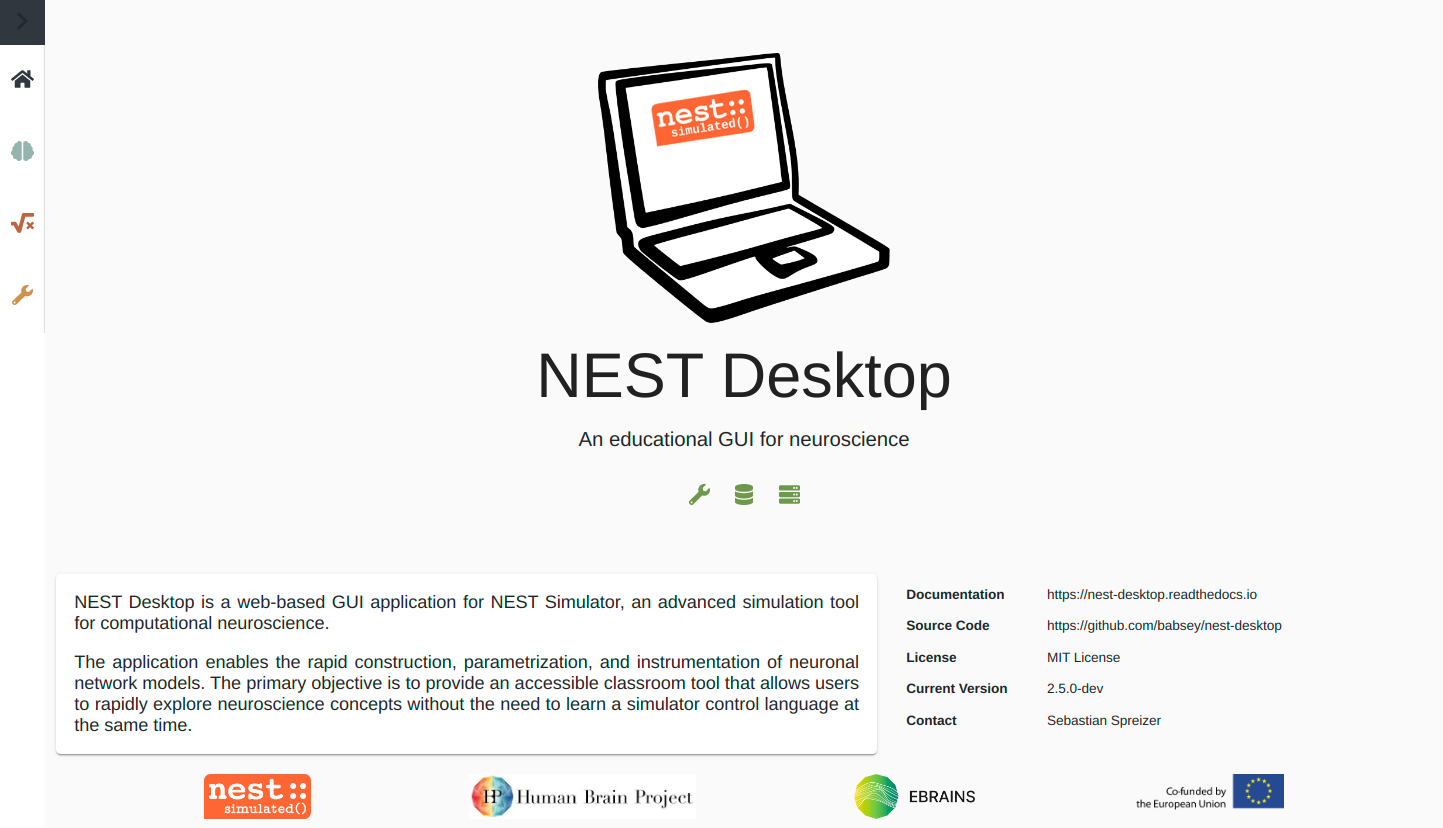 nest::
simulated()
NEST Desktop
An educational GUI for neuroscience
NEST Desktop is a web-based GUI application for NEST Simulator, an advanced simulation tool
for computational neuroscience.
The application enables the rapid construction, parametrization, and instrumentation of neuronal
network models. The primary objective is to provide an accessible classroom tool that allows users
to rapidly explore neuroscience concepts without the need to learn a simulator control language at
the same time.
Documentation https://nest-desktop.readthedocs.io
Source Code https://github.com/babsey/nest-desktop
License MIT License
Current Version 2.5.0-dev
Contact Sebastian Spreizer
nest::
simulated()
HP Human Brain Project
EBRAINS
Co-funded by
the European Union